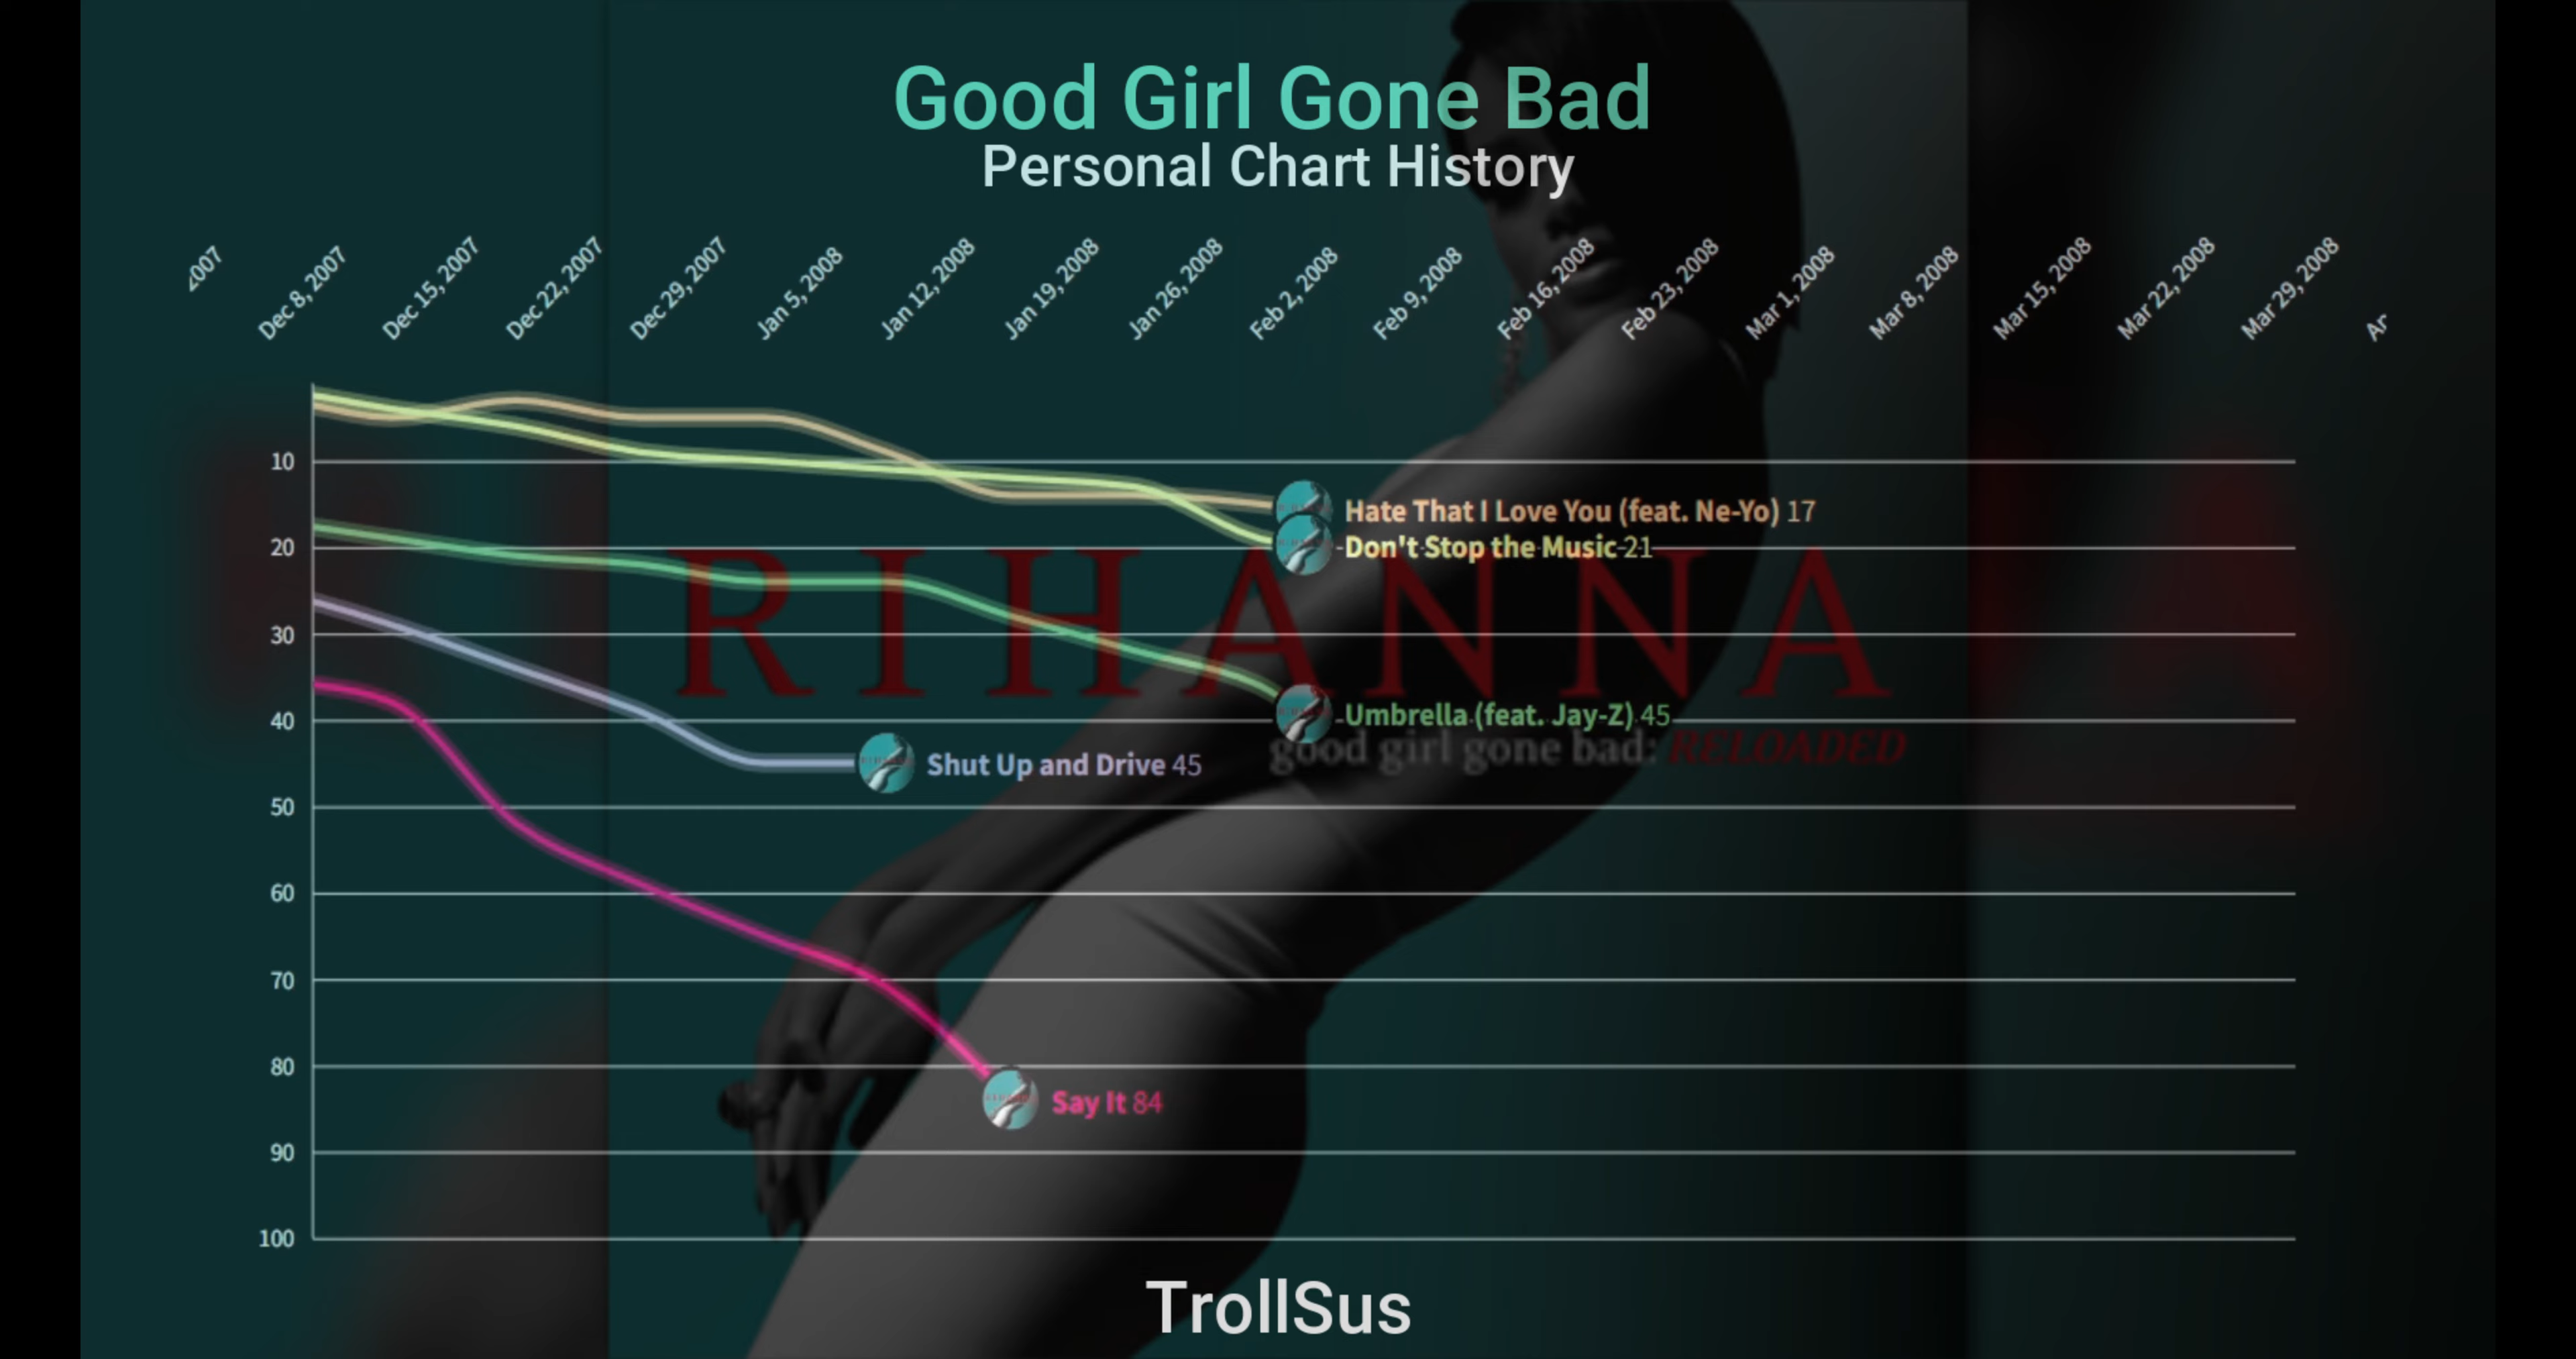 Good Girl Gone Bad
Personal Chart History
2007
Dec 8, 2007
Dec 15, 2007
Dec 22, 2007
Dec 29, 2007
Jan 5, 2008
Jan 12, 2008
Jan 19, 2008
Jan 26, 2008
Feb 2, 2008
Feb 9, 2008
Feb 16, 2008
Feb 23, 2008
Mar 1, 2008
Mar 8, 2008
Mar 15, 2008
Mar 22, 2008
Mar 29, 2008
10
Hate That I Love You (feat. Ne-Yo) 17
20
Don't Stop the Music 21
RIHANNA
30
40
Umbrella (feat. Jay-Z) 45
good girl gone bad: RELOADED
Shut Up and Drive 45
50
60
70
80
Say It 84
90
100
TrollSus